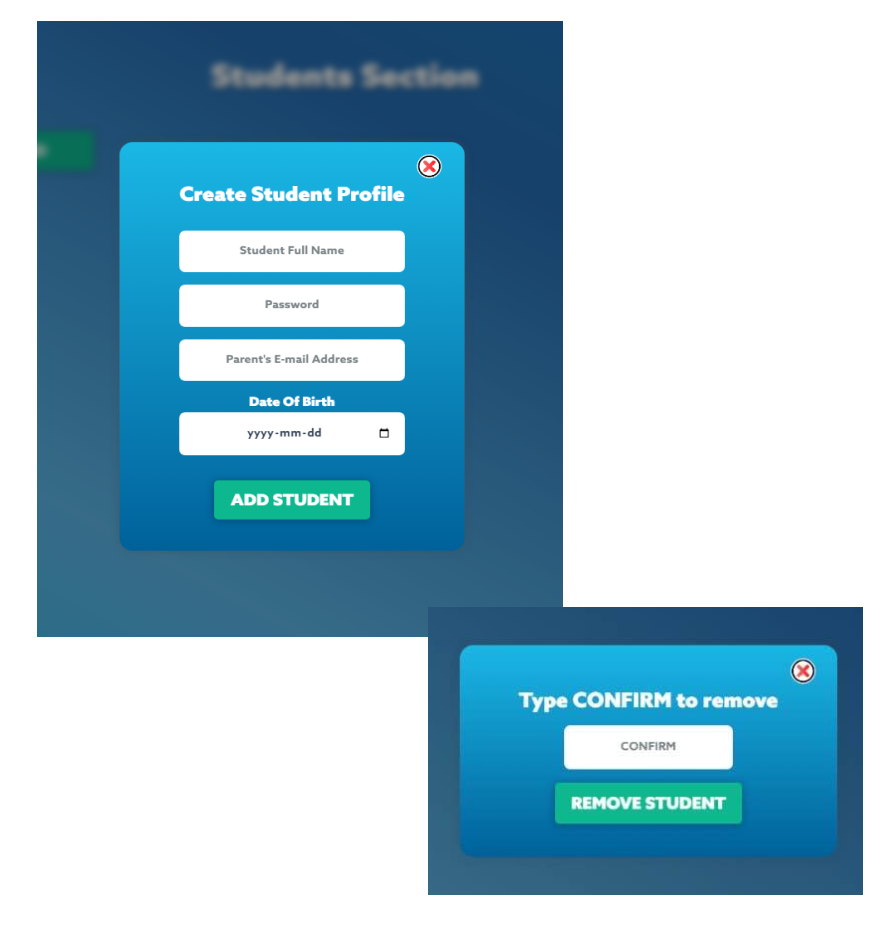 Students Section
Create Student Profile
Student Full Name
Password
Parent's E-mail Address
Date Of Birth
yyyy-mm-dd
ADD STUDENT
Type CONFIRM to remove
CONFIRM
REMOVE STUDENT